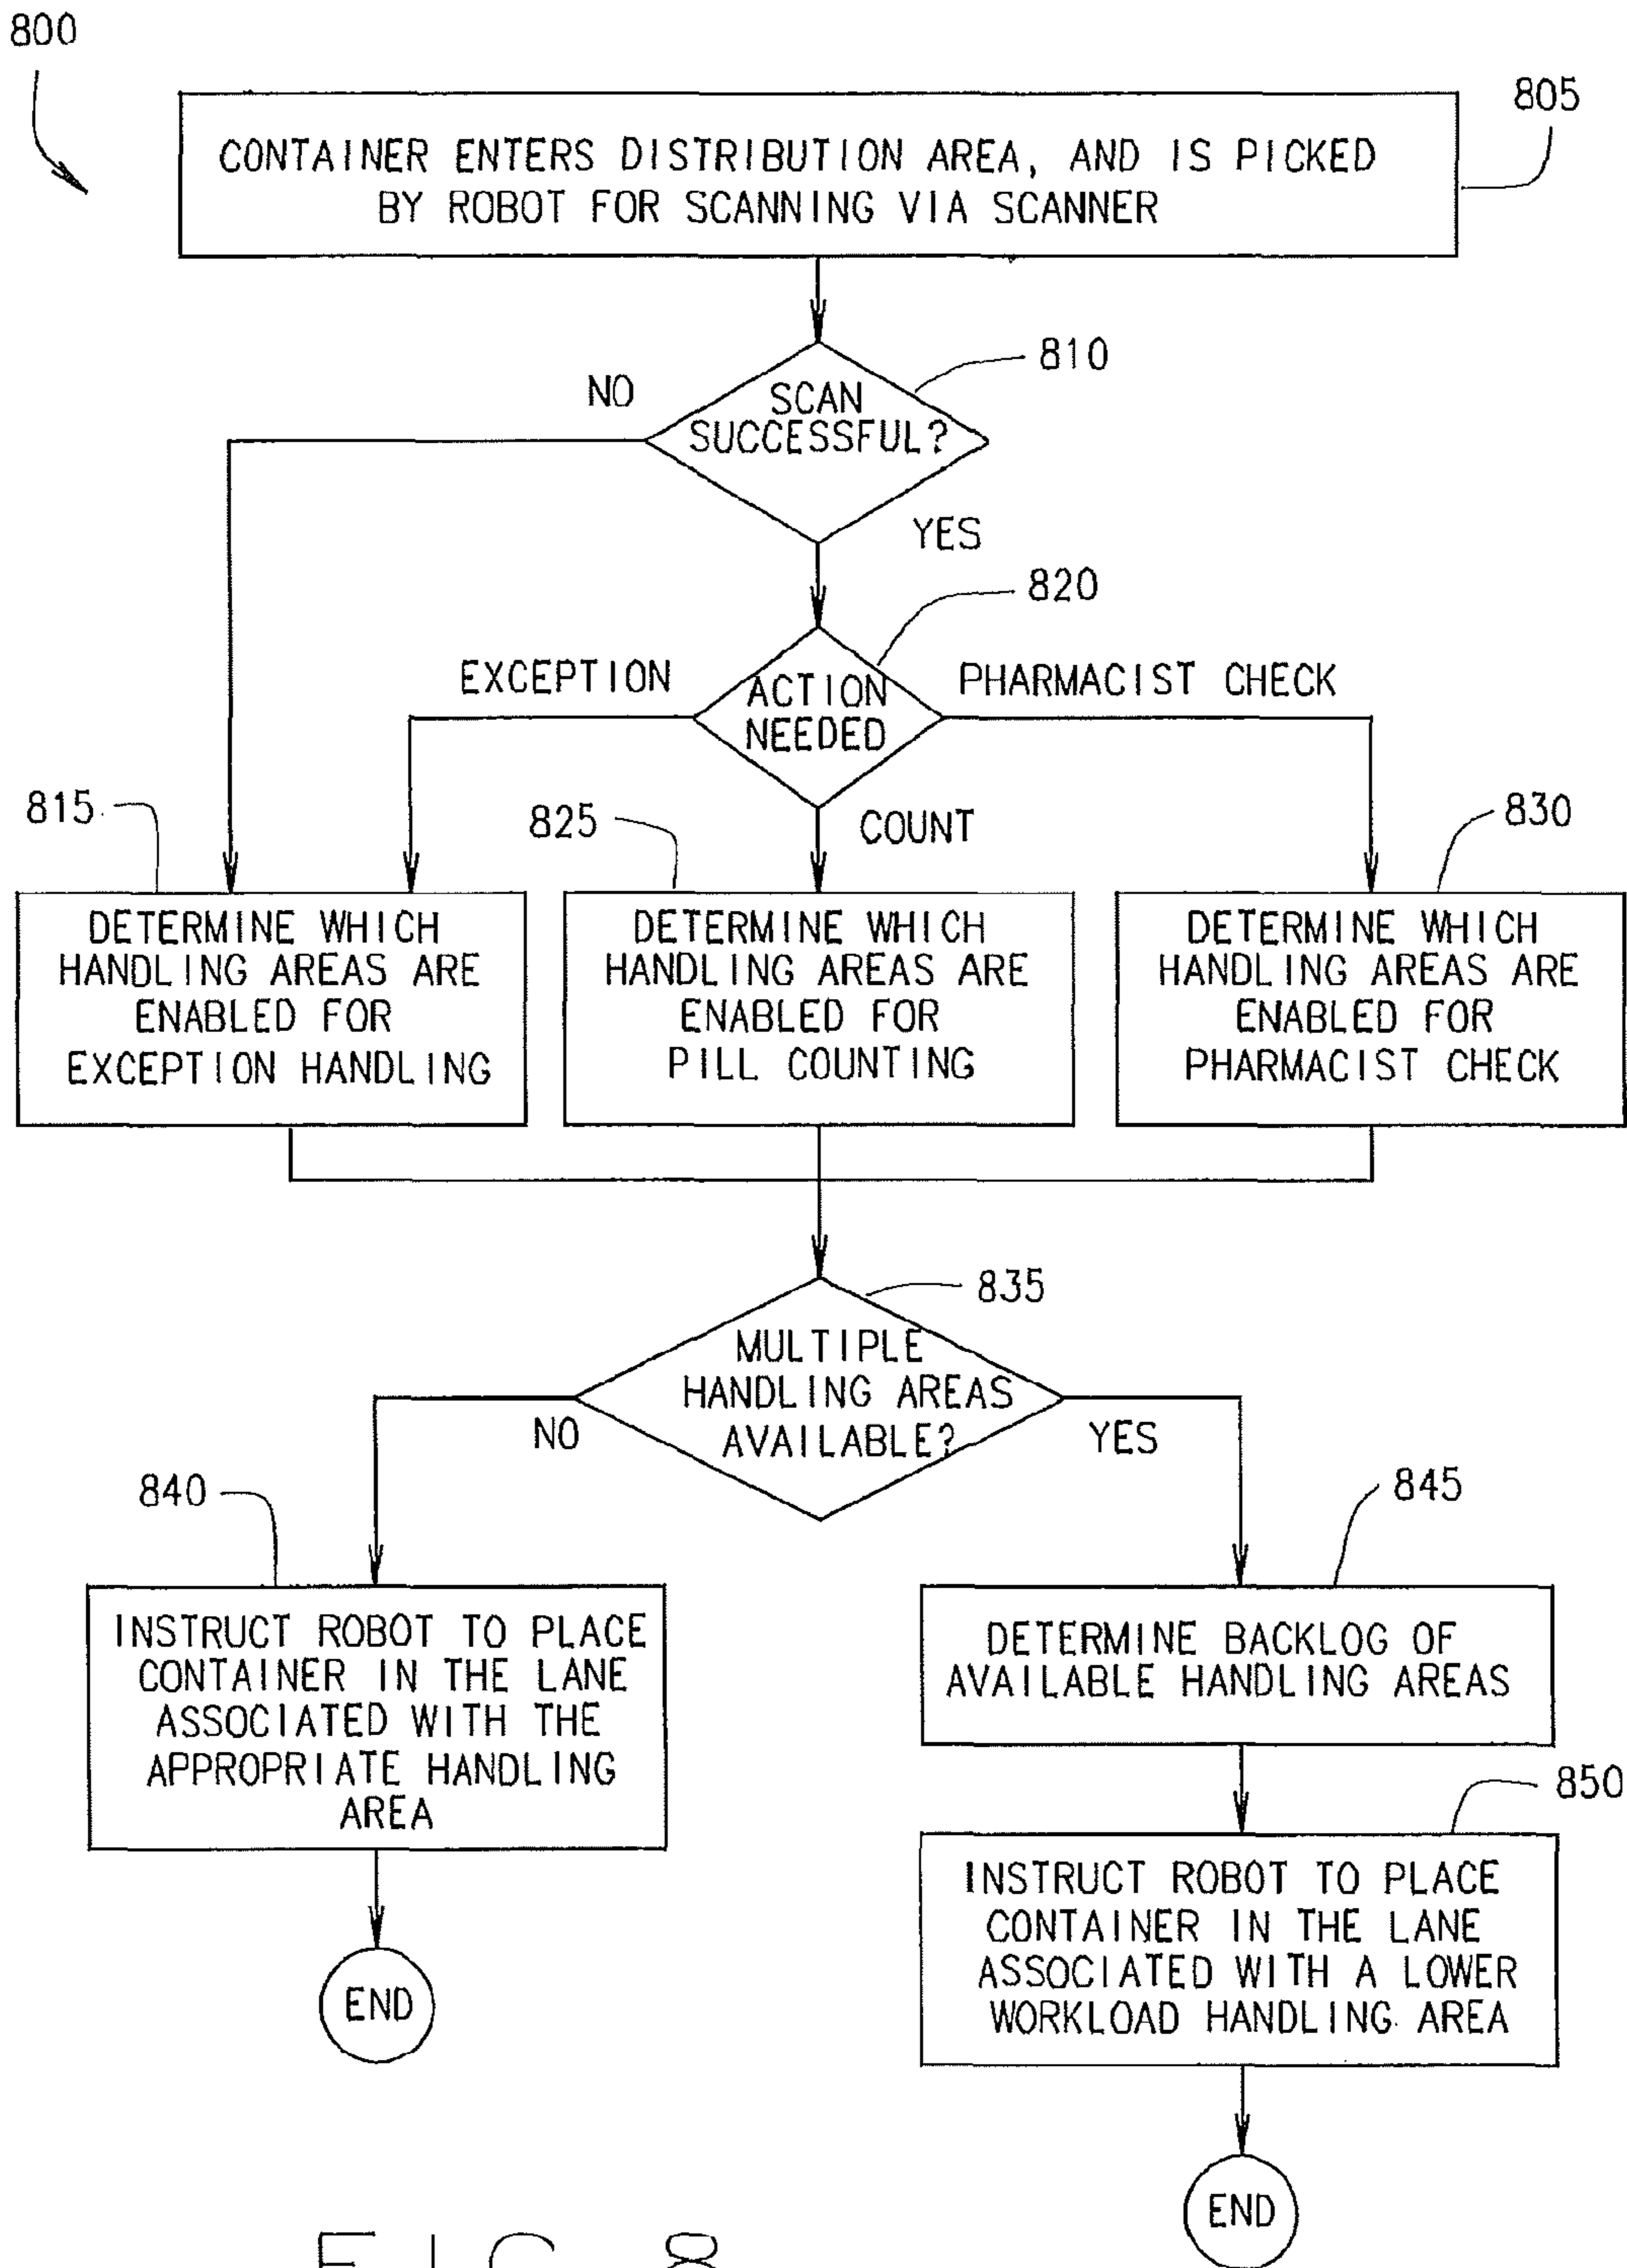 800
805
CONTAINER ENTERS DISTRIBUTION AREA, AND IS PICKED
BY ROBOT FOR SCANNING VIA SCANNER
810
NO
SCAN
SUCCESSFUL?
YES
820
EXCEPTION
ACTION
NEEDED
PHARMACIST CHECK
815
825
COUNT
830
DETERMINE WHICH
HANDLING AREAS ARE
ENABLED FOR
EXCEPTION HANDLING
DETERMINE WHICH
HANDLING AREAS ARE
ENABLED FOR
PILL COUNTING
DETERMINE WHICH
HANDLING AREAS ARE
ENABLED FOR
PHARMACIST CHECK
835
MULTIPLE
HANDLING AREAS
AVAILABLE?
NO
YES
840
845
INSTRUCT ROBOT TO PLACE
CONTAINER IN THE LANE
ASSOCIATED WITH THE
APPROPRIATE HANDLING
AREA
DETERMINE BACKLOG OF
AVAILABLE HANDLING AREAS
850
INSTRUCT ROBOT TO PLACE
CONTAINER IN THE LANE
ASSOCIATED WITH A LOWER
WORKLOAD HANDLING AREA
END
END
FIG. 8